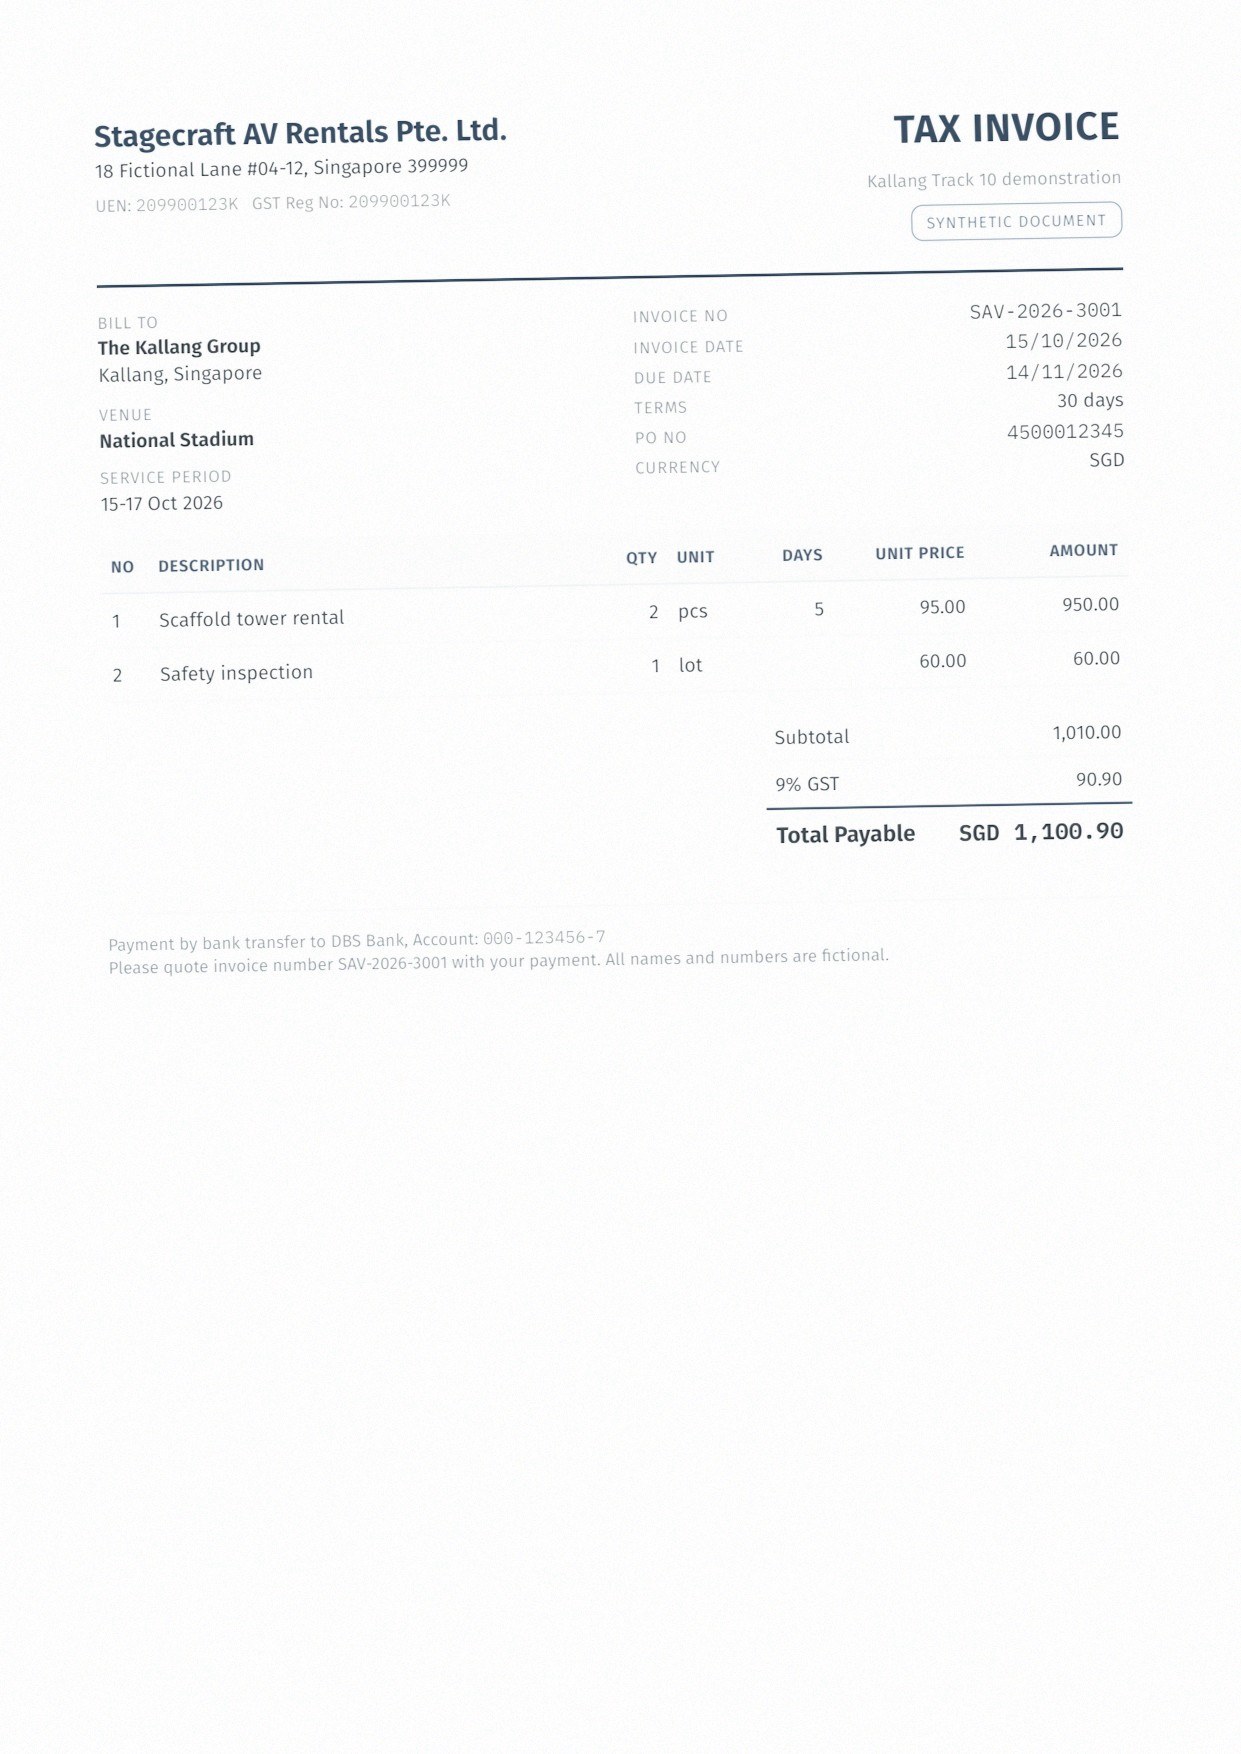 Stagecraft AV Rentals Pte. Ltd.
18 Fictional Lane #04-12, Singapore 399999
UEN: 209900123K GST Reg No: 209900123K
TAX INVOICE
Kallang Track 10 demonstration
SYNTHETIC DOCUMENT
BILL TO
The Kallang Group
Kallang, Singapore
VENUE
National Stadium
SERVICE PERIOD
15-17 Oct 2026
INVOICE NO SAV-2026-3001
INVOICE DATE 15/10/2026
DUE DATE 14/11/2026
TERMS 30 days
PO NO 4500012345
CURRENCY SGD
NO DESCRIPTION QTY UNIT DAYS UNIT PRICE AMOUNT
1 Scaffold tower rental 2 pcs 5 95.00 950.00
2 Safety inspection 1 lot 60.00 60.00
Subtotal 1,010.00
9% GST 90.90
Total Payable SGD 1,100.90
Payment by bank transfer to DBS Bank, Account: 000-123456-7
Please quote invoice number SAV-2026-3001 with your payment. All names and numbers are fictional.